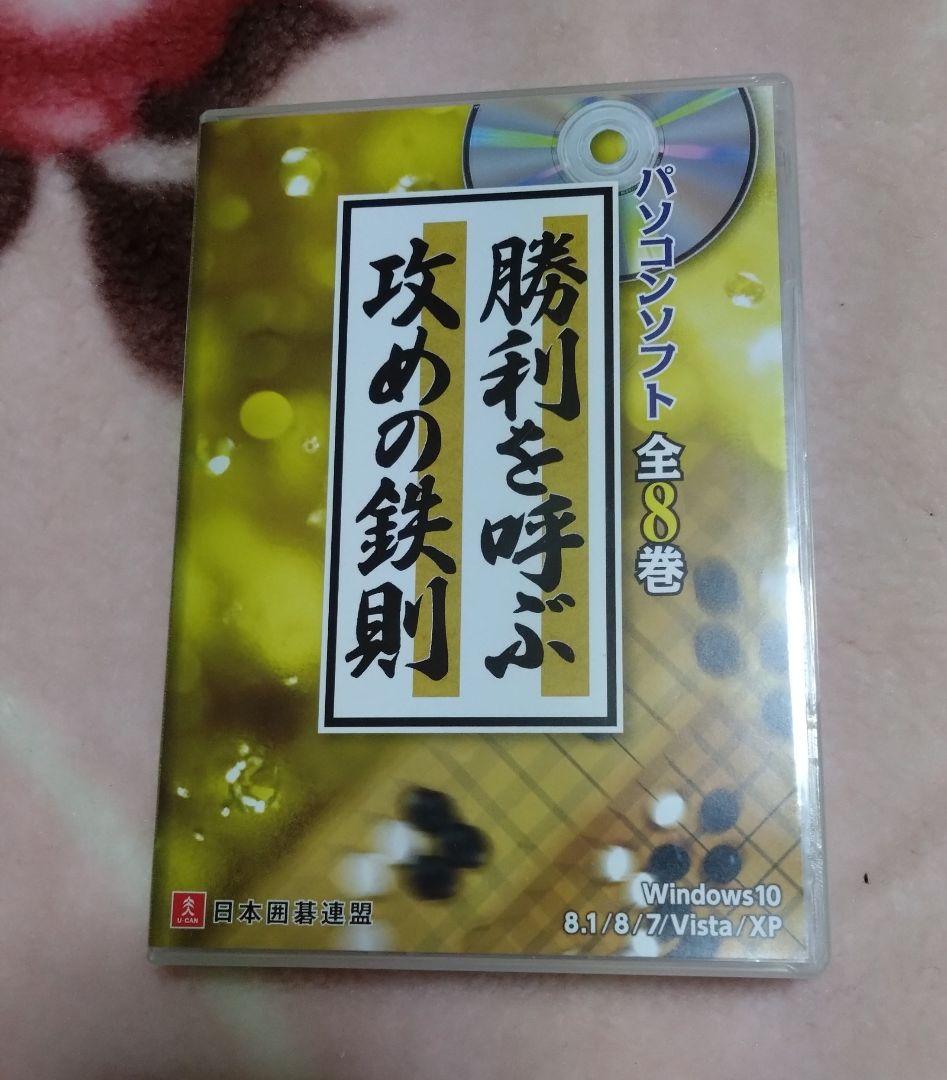 パソコンソフト 全8巻
勝利を呼ぶ
攻めの鉄則
U-CAN
日本囲碁連盟
Windows10
8.1/8/7/Vista/XP